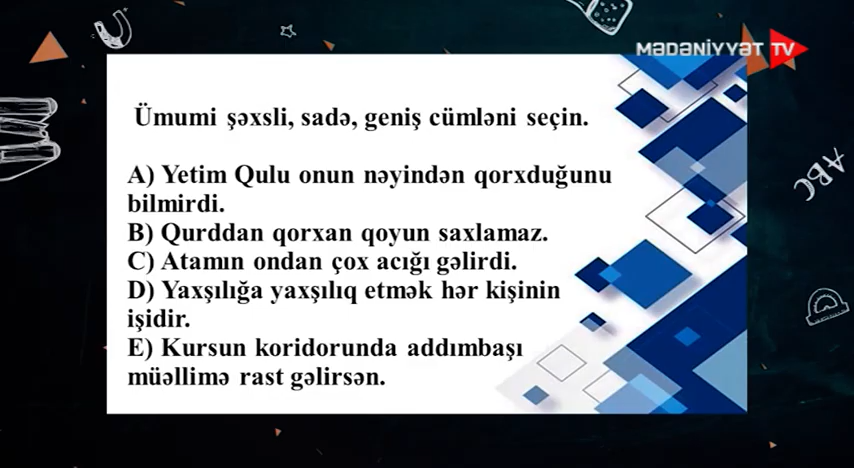 MƏDƏNİYYƏT TV
Ümumi şəxsli, sadə, geniş cümləni seçin.
A) Yetim Qulu onun nəyindən qorxduğunu
bilmirdi.
B) Qurddan qorxan qoyun saxlamaz.
C) Atamın ondan çox acığı gəlirdi.
D) Yaxşılığa yaxşılıq etmək hər kişinin
işidir.
E) Kursun koridorunda addımbaşı
müəllimə rast gəlirsən.
ABC